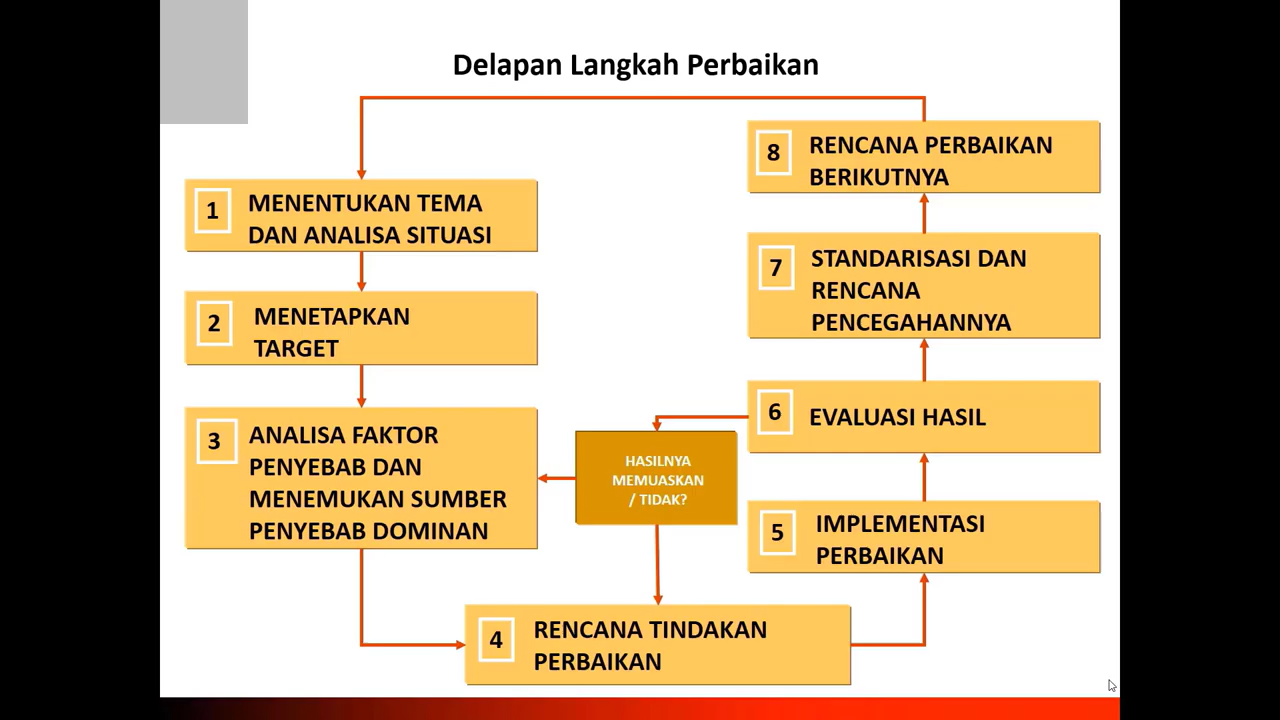 Delapan Langkah Perbaikan
1
MENENTUKAN TEMA
DAN ANALISA SITUASI
2
MENETAPKAN
TARGET
3
ANALISA FAKTOR
PENYEBAB DAN
MENEMUKAN SUMBER
PENYEBAB DOMINAN
4
RENCANA TINDAKAN
PERBAIKAN
5
IMPLEMENTASI
PERBAIKAN
6
EVALUASI HASIL
HASILNYA
MEMUASKAN
/ TIDAK?
7
STANDARISASI DAN
RENCANA
PENCEGAHANNYA
8
RENCANA PERBAIKAN
BERIKUTNYA